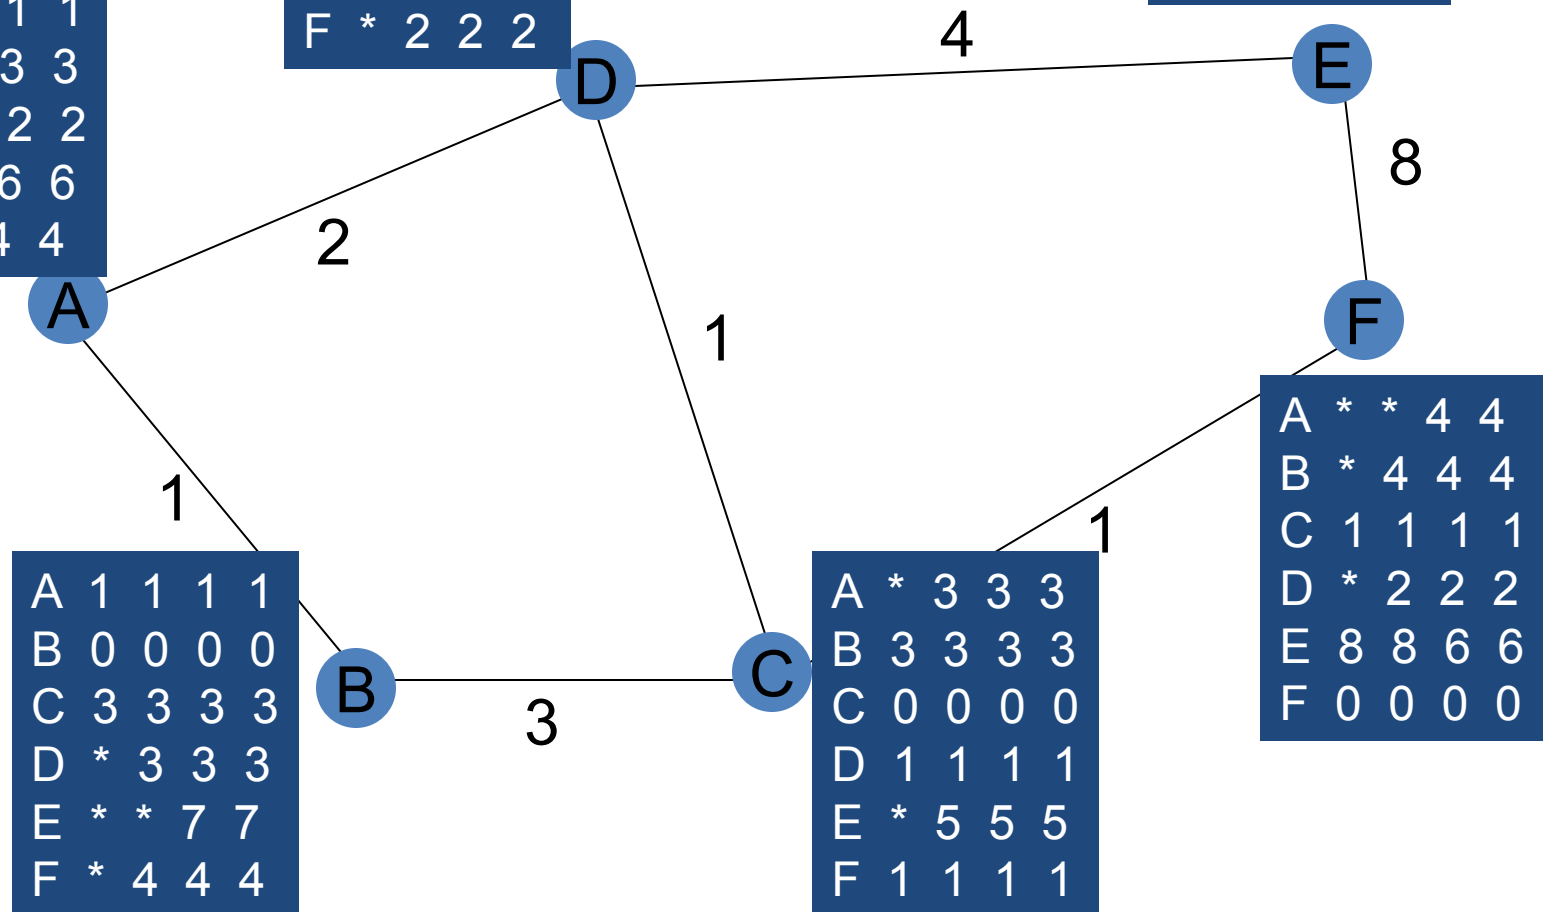 1 1
3 3
2 2
6 6
4 4
F * 2 2 2
D
4
E
8
2
A
1
F
1
1
B
3
C
A 1 1 1 1
B 0 0 0 0
C 3 3 3 3
D * 3 3 3
E * * 7 7
F * 4 4 4
A * 3 3 3
B 3 3 3 3
C 0 0 0 0
D 1 1 1 1
E * 5 5 5
F 1 1 1 1
A * * 4 4
B * 4 4 4
C 1 1 1 1
D * 2 2 2
E 8 8 6 6
F 0 0 0 0